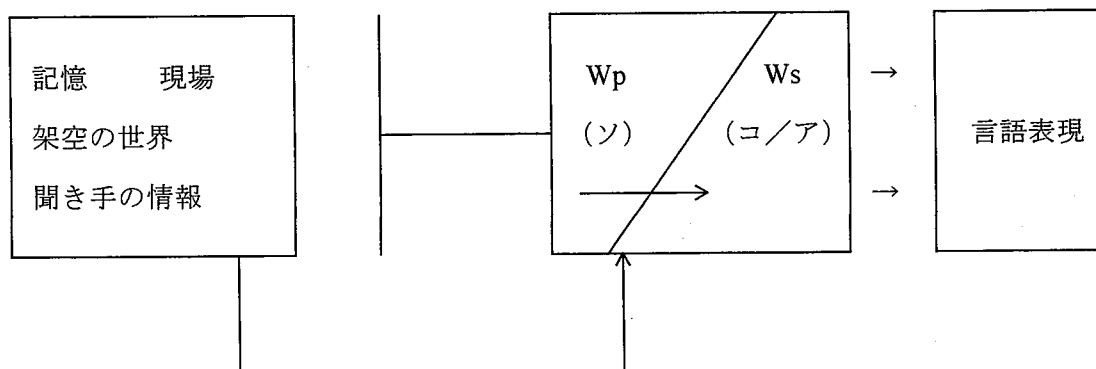 記憶 現場
架空の世界
聞き手の情報
Wp
(ソ)
Ws
(コ/ア)
→
→
言語表現